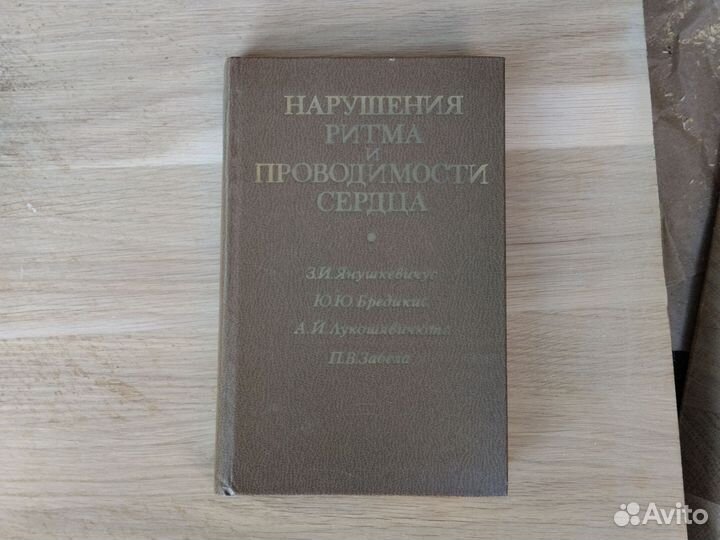 НАРУШЕНИЯ
РИТМА
И
ПРОВОДИМОСТИ
СЕРДЦА
З.И.Янушкевичус
Ю.Ю.Бредикис
А.И.Лукошявичюте
П.В.Забела
Avito